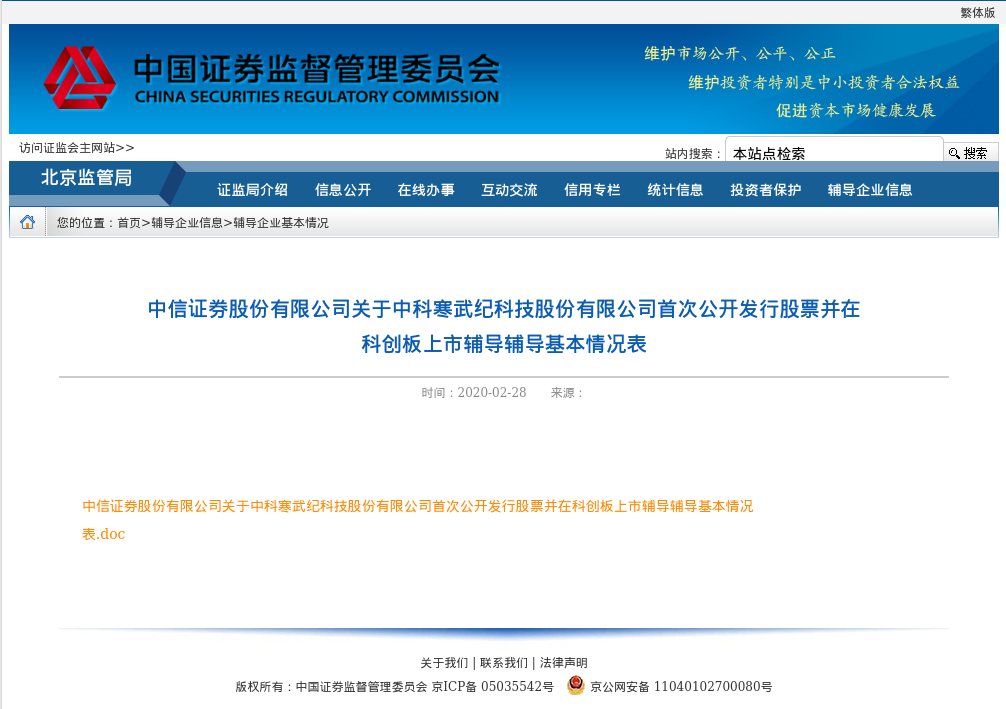 繁体版
中国证券监督管理委员会
CHINA SECURITIES REGULATORY COMMISSION
维护市场公开、公平、公正
维护投资者特别是中小投资者合法权益
促进资本市场健康发展
访问证监会主网站>>
站内搜索： 本站点检索 搜索
北京监管局
证监局介绍 信息公开 在线办事 互动交流 信用专栏 统计信息 投资者保护 辅导企业信息
您的位置：首页>辅导企业信息>辅导企业基本情况
中信证券股份有限公司关于中科寒武纪科技股份有限公司首次公开发行股票并在
科创板上市辅导辅导基本情况表
时间：2020-02-28 来源：
中信证券股份有限公司关于中科寒武纪科技股份有限公司首次公开发行股票并在科创板上市辅导辅导基本情况
表.doc
关于我们 | 联系我们 | 法律声明
版权所有：中国证券监督管理委员会 京ICP备 05035542号 京公网安备 11040102700080号